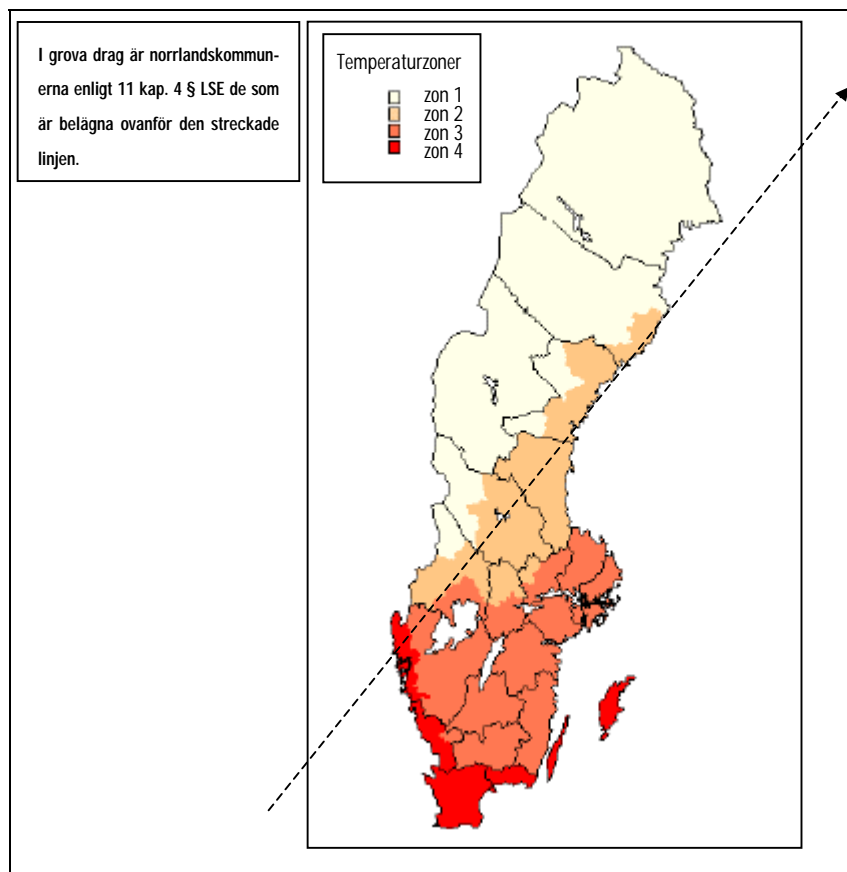 I grova drag är norrlandskommun-
erna enligt 11 kap. 4 § LSE de som
är belägna ovanför den streckade
linjen.
Temperaturzoner
zon 1
zon 2
zon 3
zon 4